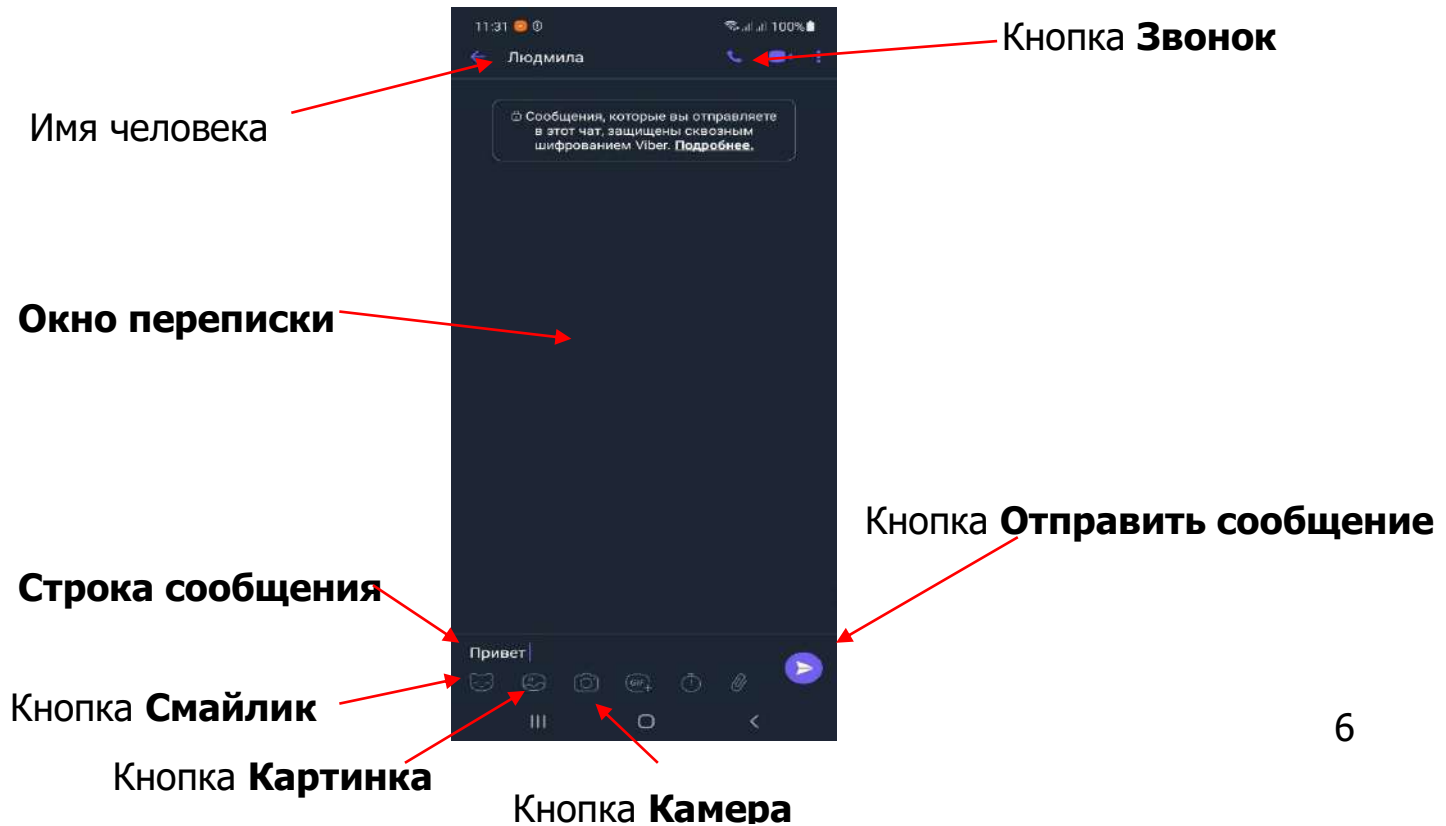 11:31
100%
Людмила
Кнопка Звонок
Имя человека
Сообщения, которые вы отправляете
в этот чат, защищены сквозным
шифрованием Viber. Подробнее.
Окно переписки
Кнопка Отправить сообщение
Строка сообщения
Привет
GIF
Кнопка Смайлик
6
Кнопка Картинка
Кнопка Камера